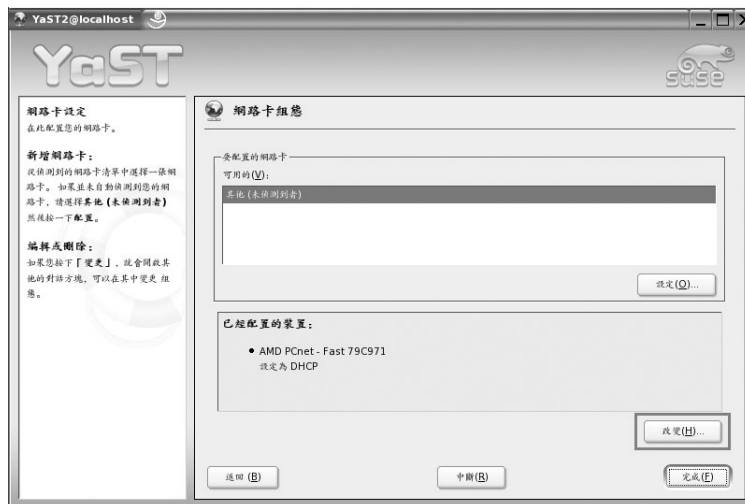 YaST2@localhost
YaST
suse
網路卡設定
在此配置您的網路卡。
新增網路卡：
從偵測到的網路卡清單中選擇一張網
路卡。 如果並未自動偵測到您的網
路卡，請選擇其他 (未偵測到者)
然後按一下配置。
編輯或刪除：
如果您按下「變更」，就會開啟其
他的對話方塊，可以在其中變更 組
態。
網路卡組態
要配置的網路卡
可用的(V):
其他 (未偵測到者)
設定(O)...
已經配置的裝置：
● AMD PCnet - Fast 79C971
設定為 DHCP
改變(H)...
返回 (B)
中斷(R)
完成(F)